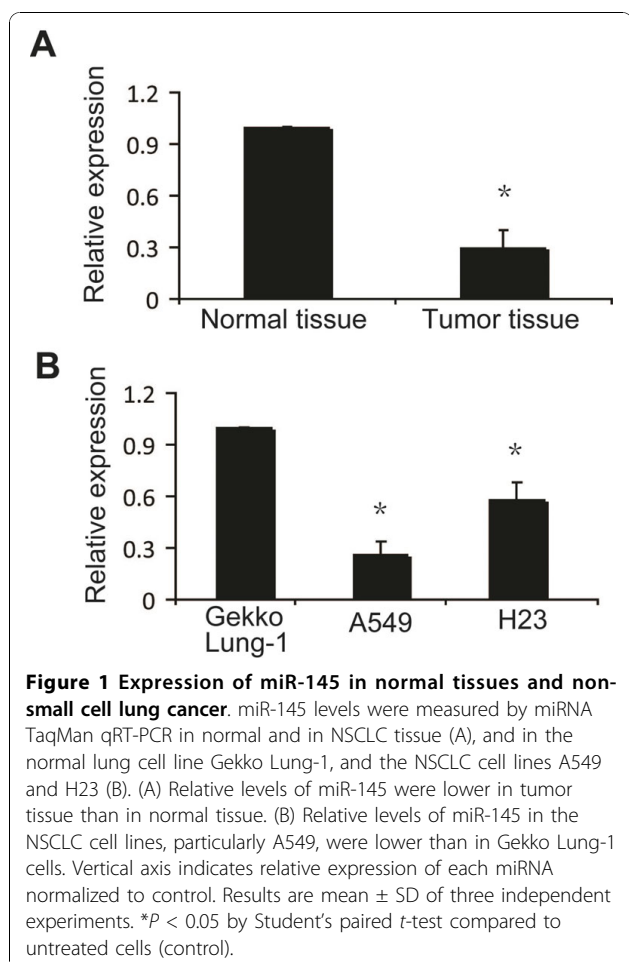 A
Relative expression
1.2
0.9
0.6
0.3
0
*
Normal tissue
Tumor tissue
B
Relative expression
1.2
0.9
0.6
0.3
0
*
*
Gekko
Lung-1
A549
H23
Figure 1 Expression of miR-145 in normal tissues and non-
small cell lung cancer. miR-145 levels were measured by miRNA
TaqMan qRT-PCR in normal and in NSCLC tissue (A), and in the
normal lung cell line Gekko Lung-1, and the NSCLC cell lines A549
and H23 (B). (A) Relative levels of miR-145 were lower in tumor
tissue than in normal tissue. (B) Relative levels of miR-145 in the
NSCLC cell lines, particularly A549, were lower than in Gekko Lung-1
cells. Vertical axis indicates relative expression of each miRNA
normalized to control. Results are mean ± SD of three independent
experiments. *P < 0.05 by Student's paired t-test compared to
untreated cells (control).